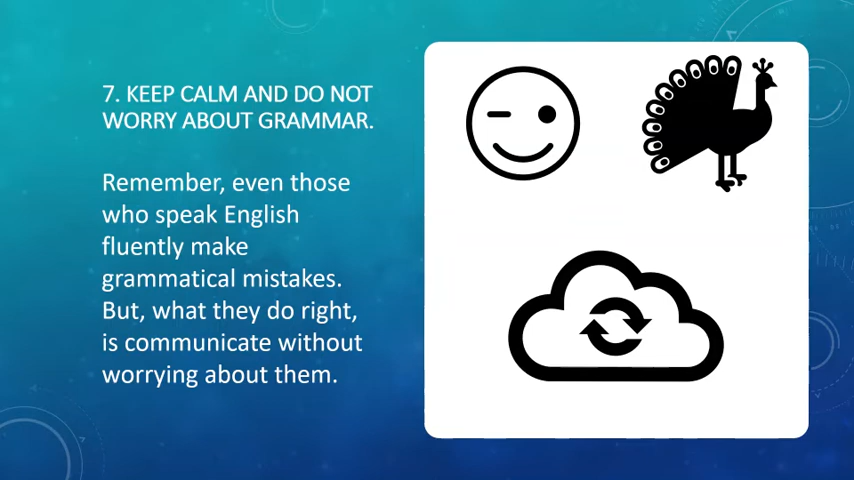 7. KEEP CALM AND DO NOT
WORRY ABOUT GRAMMAR.
Remember, even those
who speak English
fluently make
grammatical mistakes.
But, what they do right,
is communicate without
worrying about them.